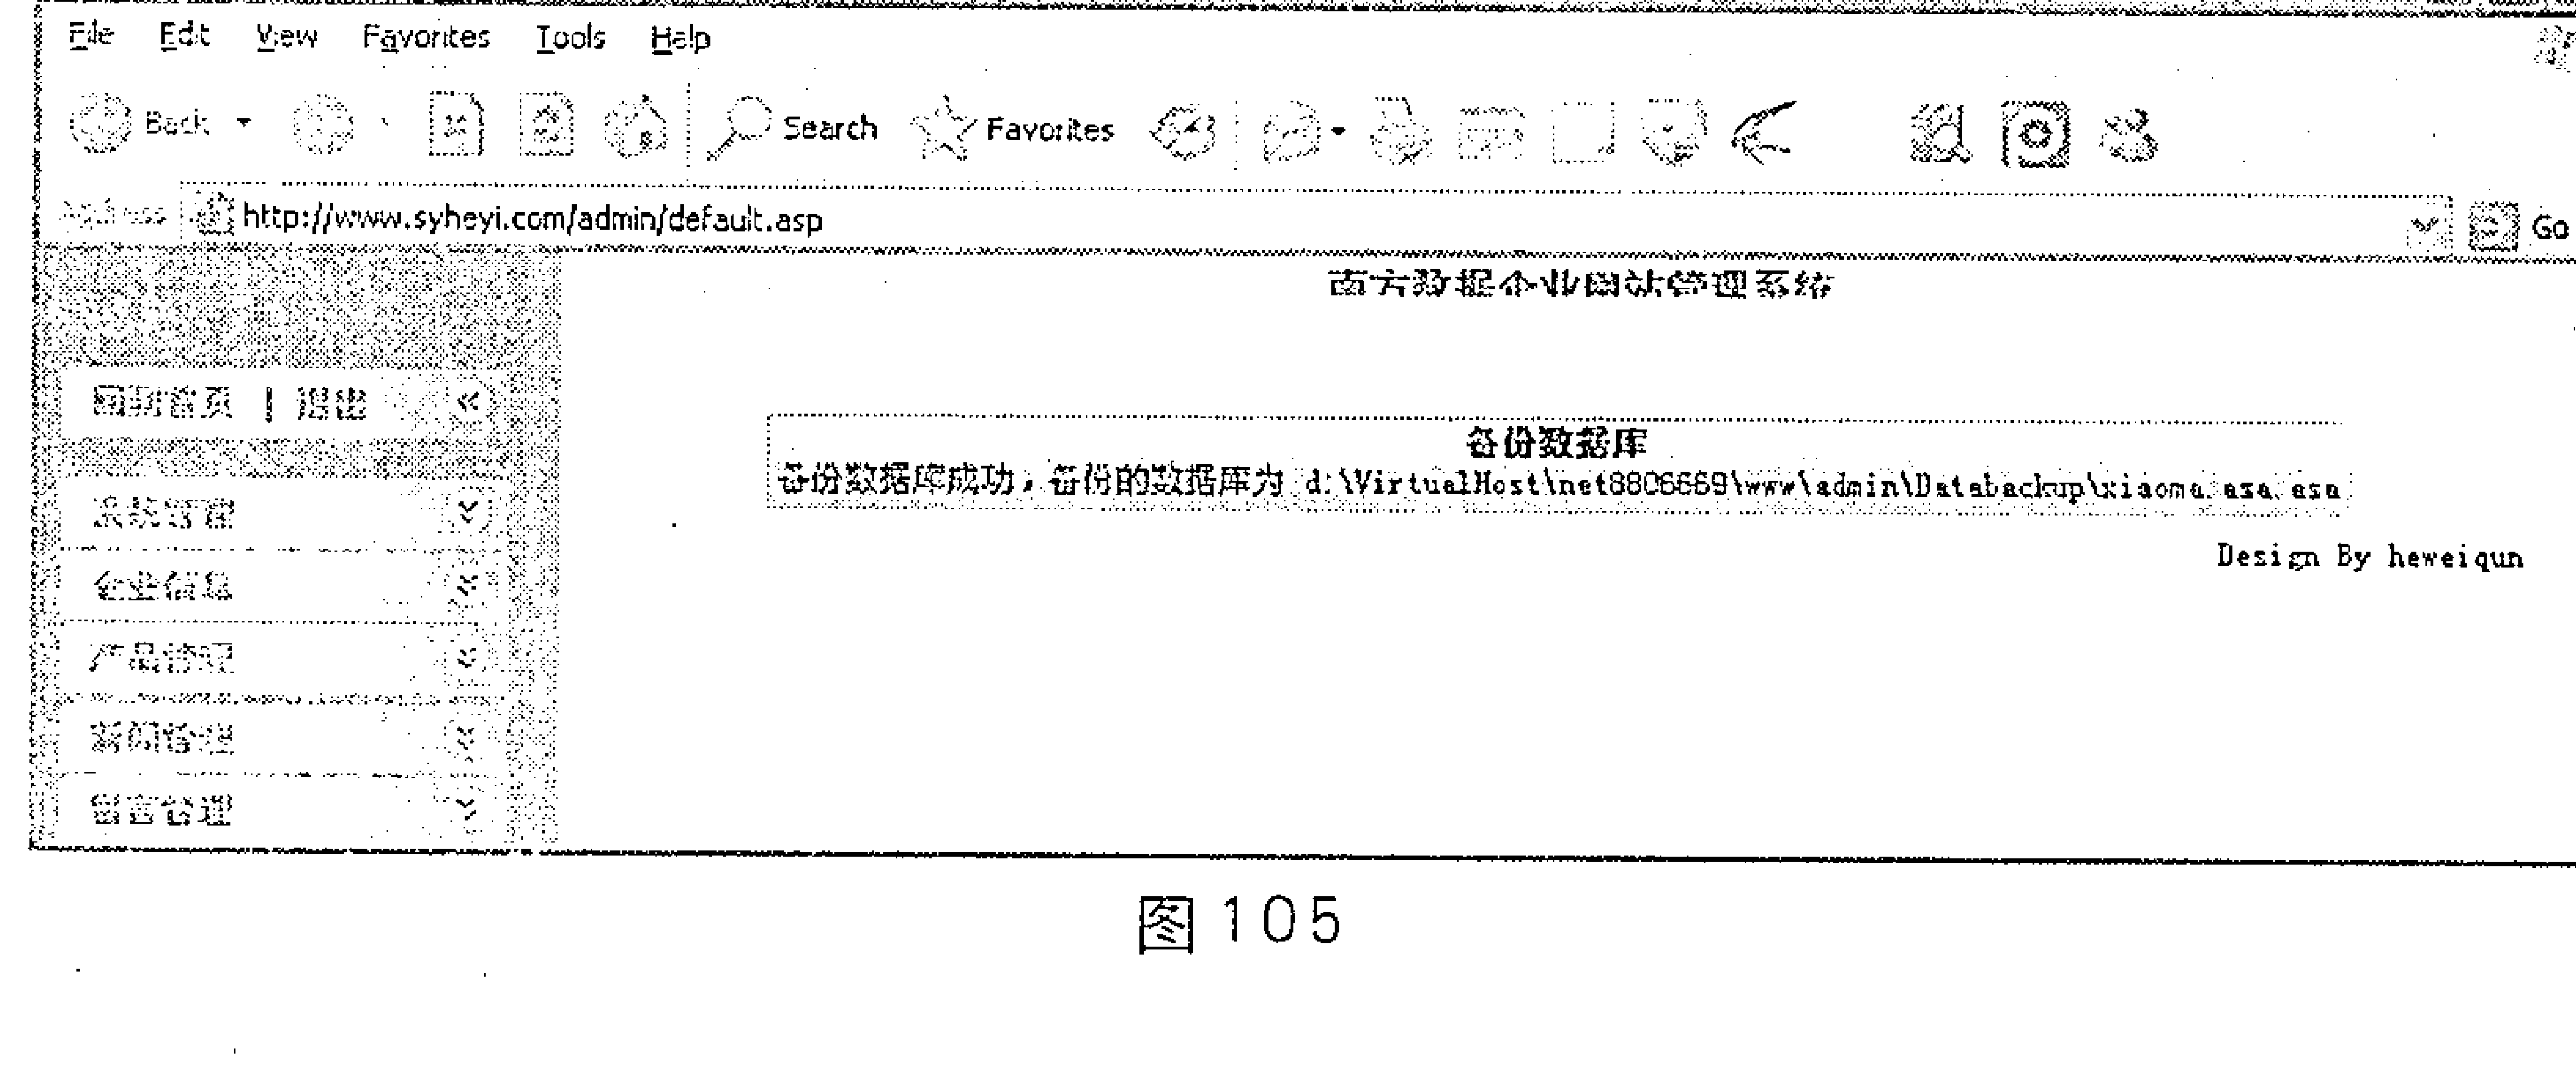 File Edit View Favorites Tools Help
Back Search Favorites
Address http://www.syheyi.com/admin/default.asp Go
南方数据企业网站管理系统
回到首页 | 退出
备份数据库
备份数据库成功，备份的数据库为 d:\VirtualHost\net8806669\www\admin\Databackup\xiaoma.asa.asa
系统管理
Design By heweiqun
企业信息
产品管理
新闻管理
留言管理
图105